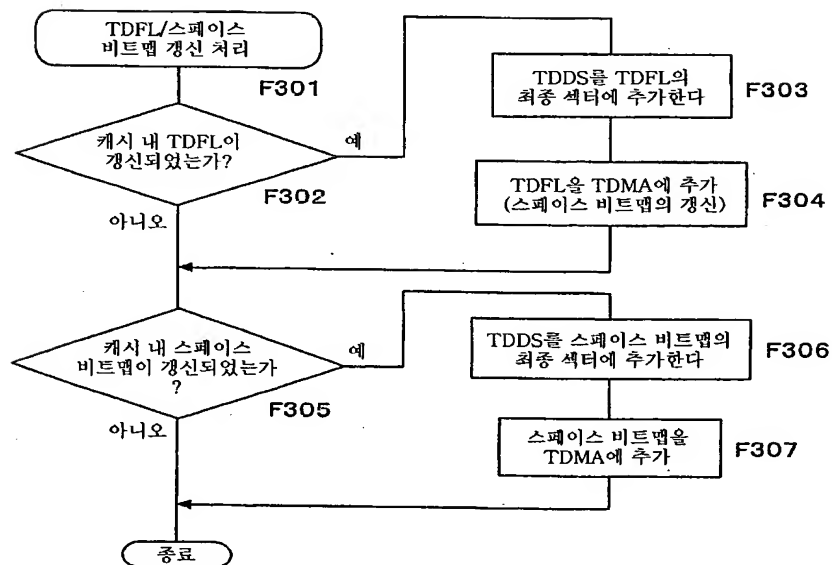 TDFL/스페이스
비트맵 갱신 처리
F301
캐시 내 TDFL이
갱신되었는가?
예
F302
아니오
TDDS를 TDFL의
최종 섹터에 추가한다
F303
TDFL을 TDMA에 추가
(스페이스 비트맵의 갱신)
F304
캐시 내 스페이스
비트맵이 갱신되었는가
?
예
F305
아니오
TDDS를 스페이스 비트맵의
최종 섹터에 추가한다
F306
스페이스 비트맵을
TDMA에 추가
F307
종료